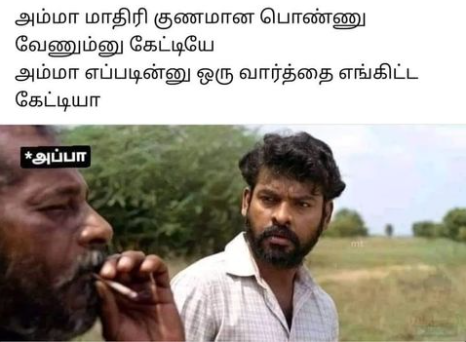 அம்மா மாதிரி குணமான பொண்ணு
வேணும்னு கேட்டியே
அம்மா எப்படின்னு ஒரு வார்த்தை எங்கிட்ட
கேட்டியா
*அப்பா